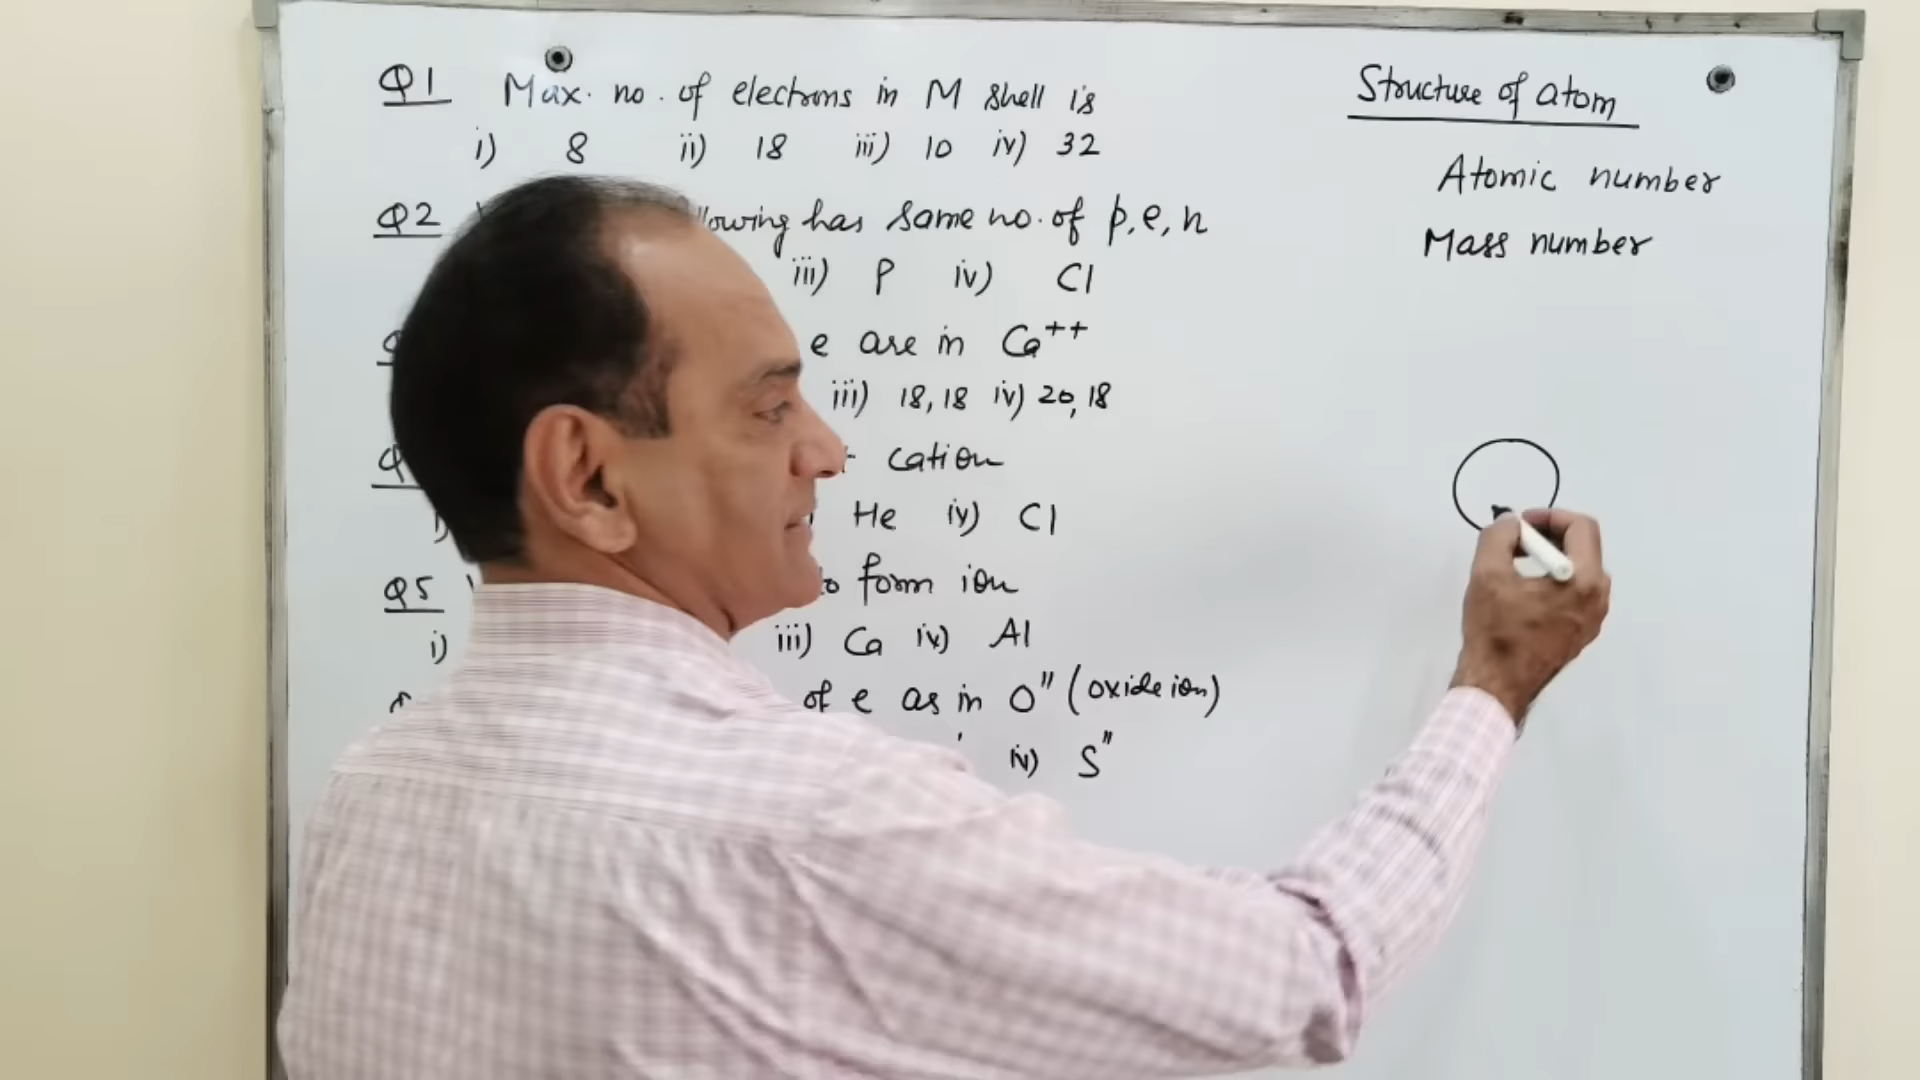 Q1 Max. no. of electrons in M shell is
i) 8 ii) 18 iii) 10 iv) 32
Q2 has same no. of p, e, n
iii) P iv) Cl
e are in Ca++
iii) 18,18 iv) 20,18
cation
He iv) Cl
Q5 form ion
i) iii) Ca iv) Al
of e as in O" (oxide ion)
iv) S"
Structure of atom
Atomic number
Mass number